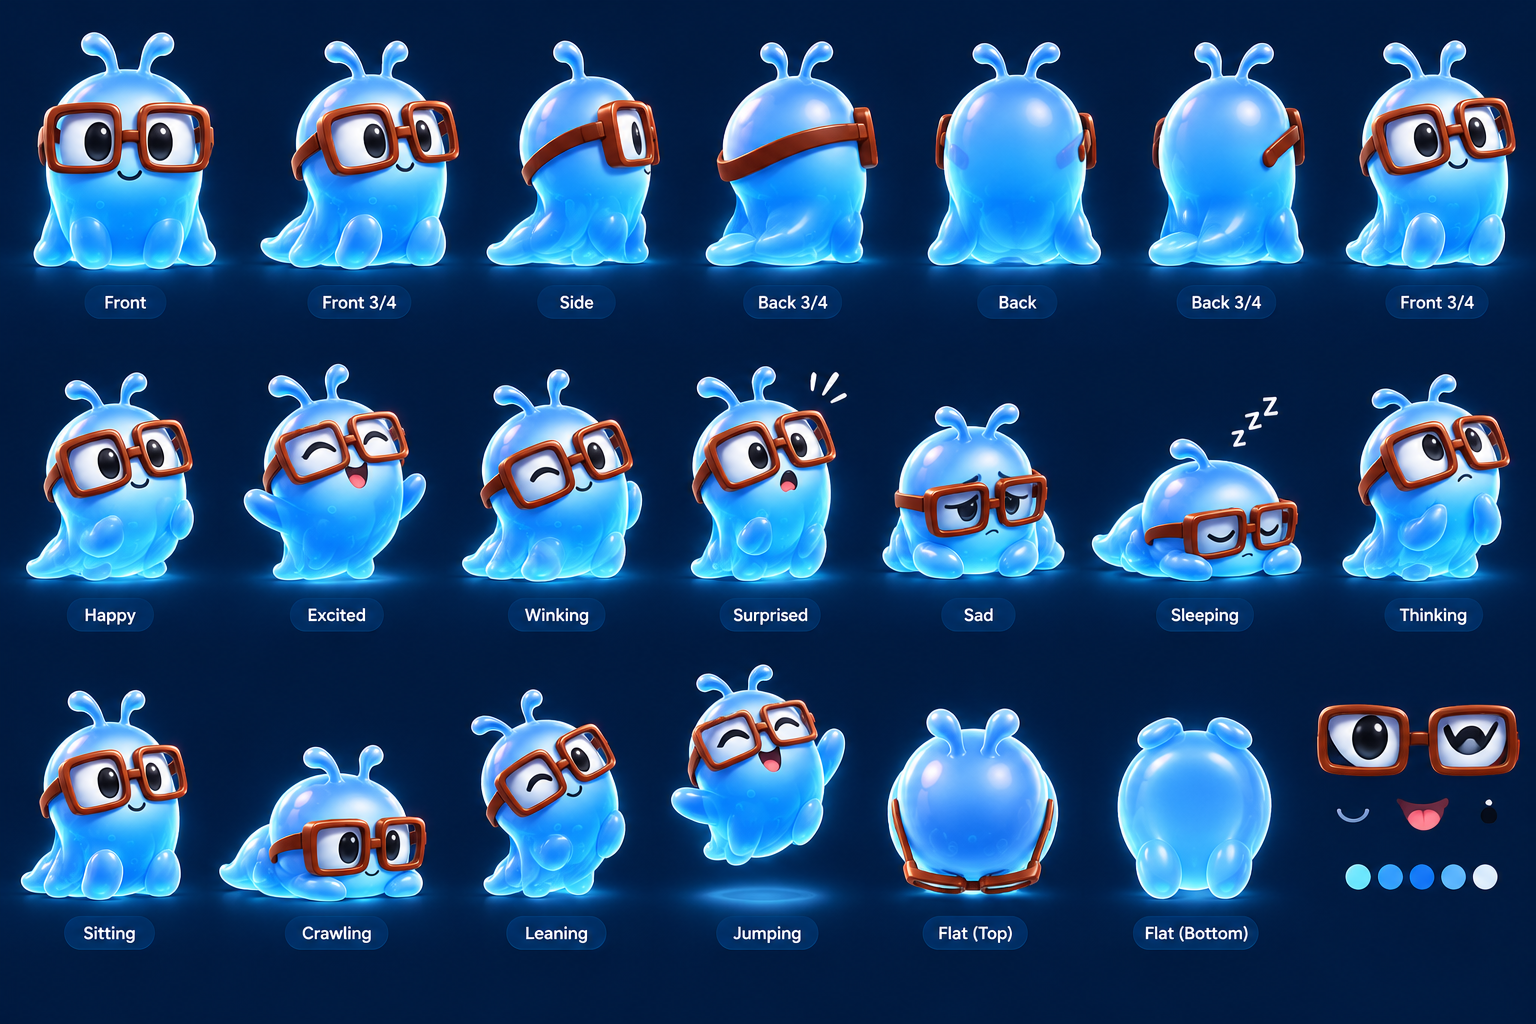 Front
Front 3/4
Side
Back 3/4
Back
Back 3/4
Front 3/4
z z z
Happy
Excited
Winking
Surprised
Sad
Sleeping
Thinking
Sitting
Crawling
Leaning
Jumping
Flat (Top)
Flat (Bottom)